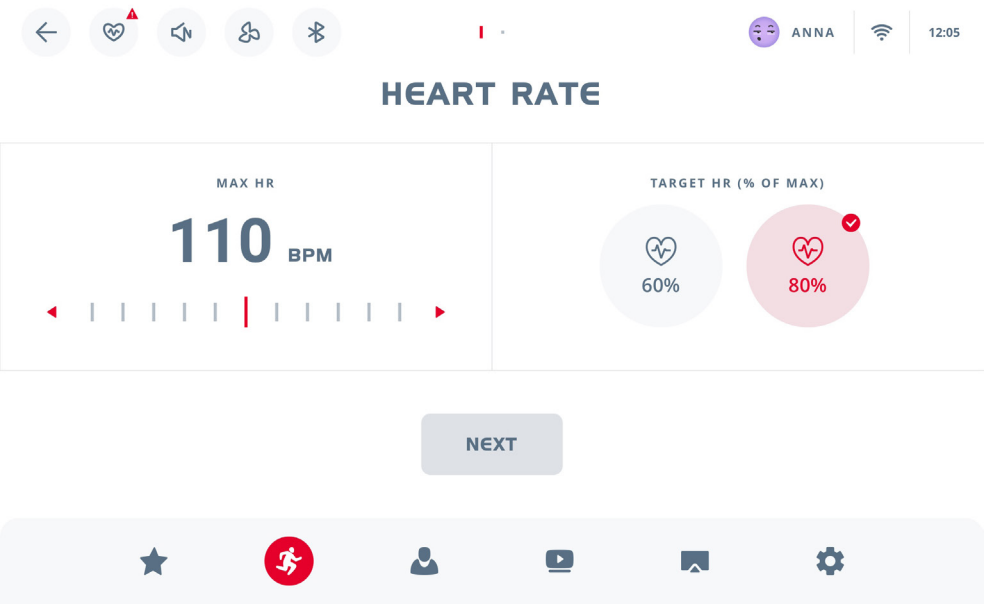 ANNA
12:05
HEART RATE
MAX HR
110 BPM
TARGET HR (% OF MAX)
60%
80%
NEXT